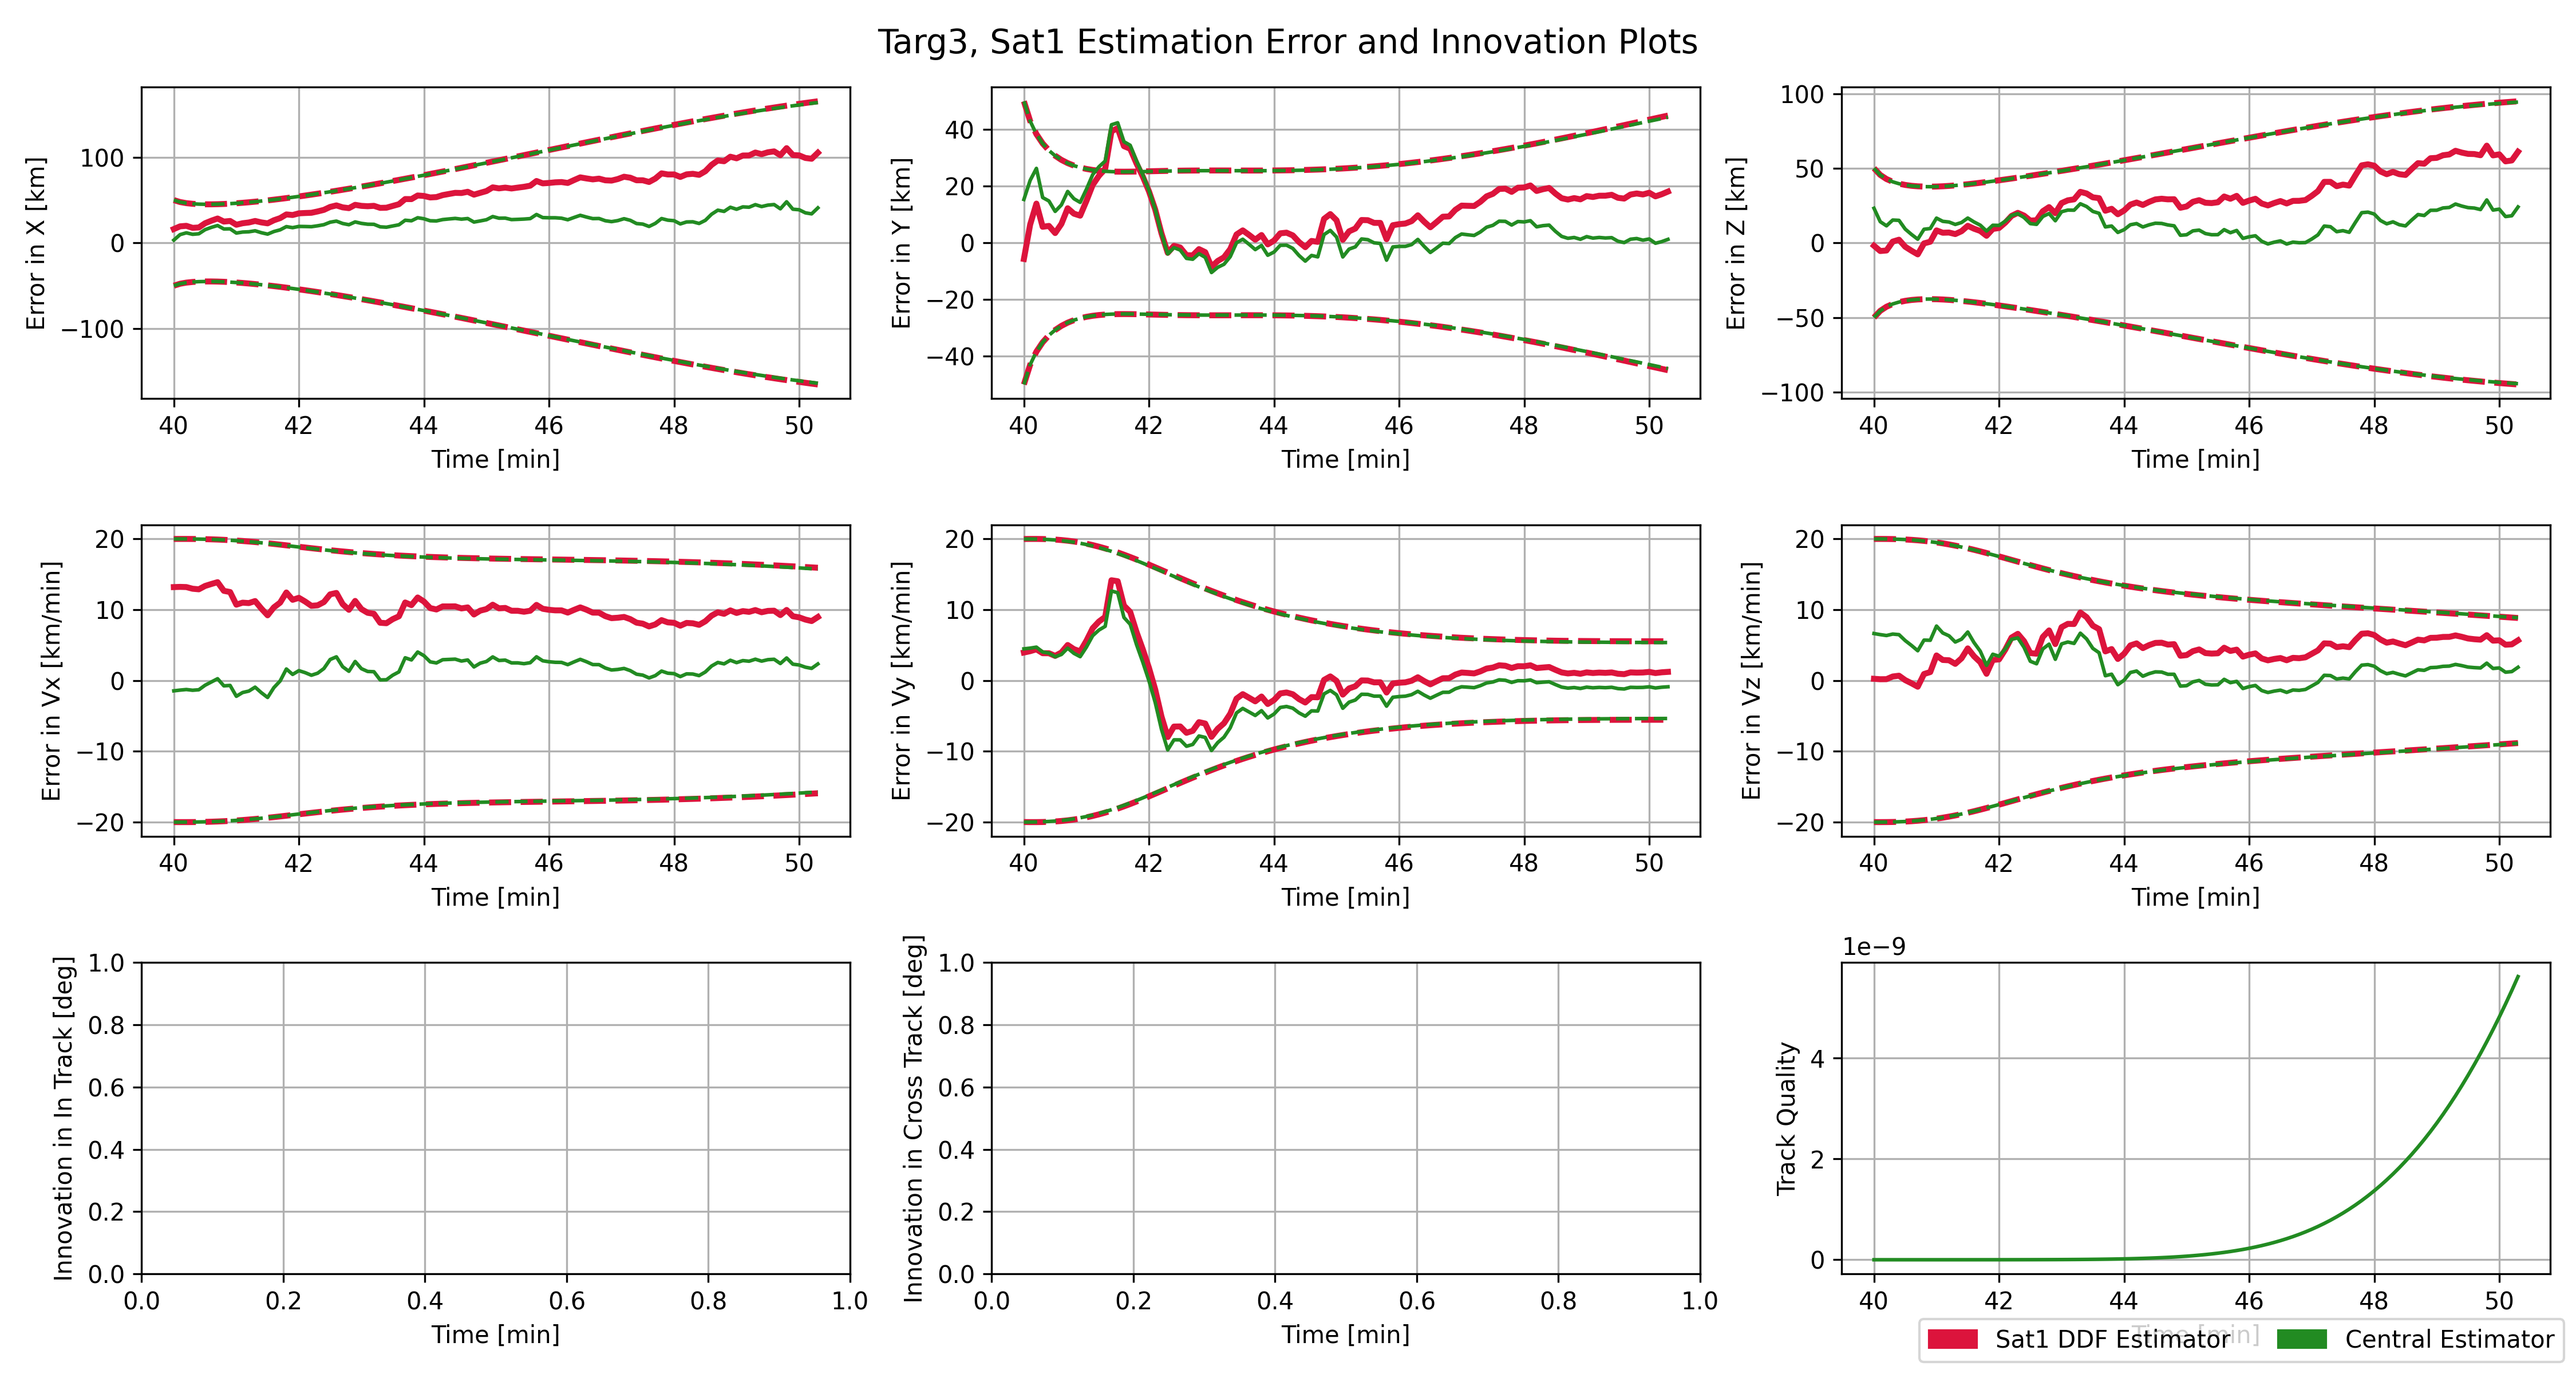 Targ3, Sat1 Estimation Error and Innovation Plots
Error in X [km]
100
0
−100
40 42 44 46 48 50
Time [min]
Error in Y [km]
40
20
0
−20
−40
40 42 44 46 48 50
Time [min]
Error in Z [km]
100
50
0
−50
−100
40 42 44 46 48 50
Time [min]
Error in Vx [km/min]
20
10
0
−10
−20
40 42 44 46 48 50
Time [min]
Error in Vy [km/min]
20
10
0
−10
−20
40 42 44 46 48 50
Time [min]
Error in Vz [km/min]
20
10
0
−10
−20
40 42 44 46 48 50
Time [min]
Innovation in In Track [deg]
1.0
0.8
0.6
0.4
0.2
0.0
0.0 0.2 0.4 0.6 0.8 1.0
Time [min]
Innovation in Cross Track [deg]
1.0
0.8
0.6
0.4
0.2
0.0
0.0 0.2 0.4 0.6 0.8 1.0
Time [min]
1e−9
Track Quality
4
2
0
40 42 44 46 48 50
Time [min]
Sat1 DDF Estimator Central Estimator